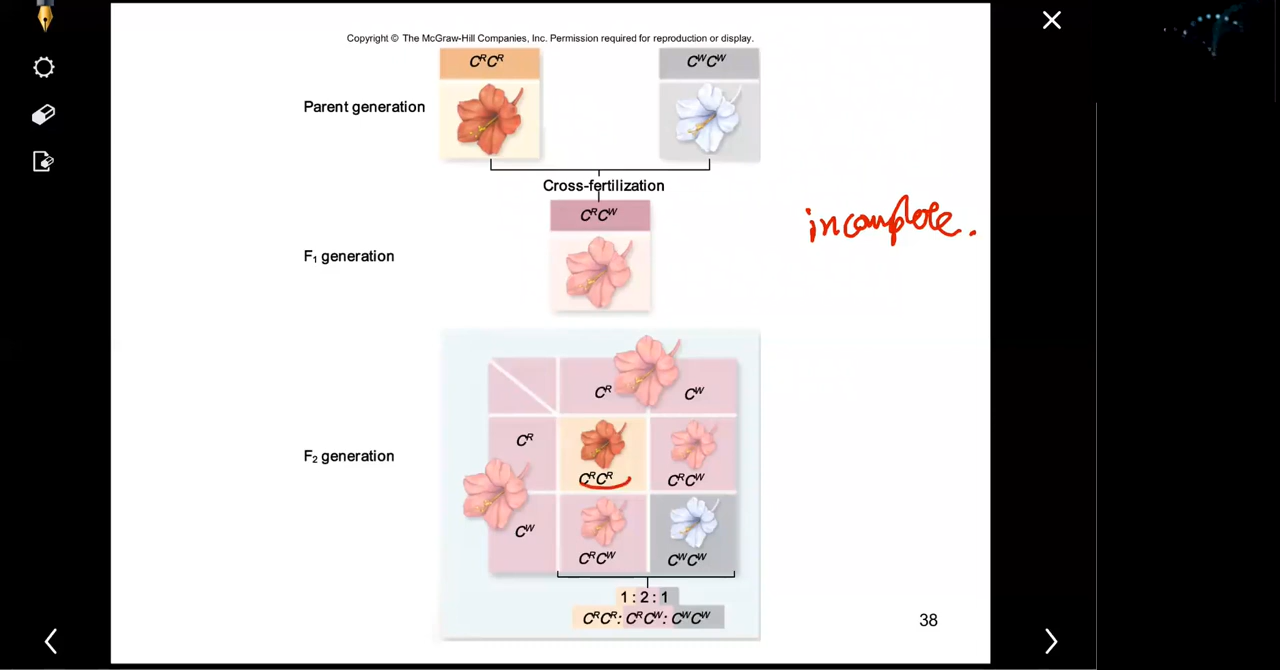 Copyright © The McGraw-Hill Companies, Inc. Permission required for reproduction or display.
CᴿCᴿ CᵂCᵂ
Parent generation
Cross-fertilization
CᴿCᵂ
F₁ generation
incomplete.
Cᴿ Cᵂ
Cᴿ
CᴿCᴿ CᴿCᵂ
F₂ generation
Cᵂ
CᴿCᵂ CᵂCᵂ
1 : 2 : 1
CᴿCᴿ: CᴿCᵂ: CᵂCᵂ
38